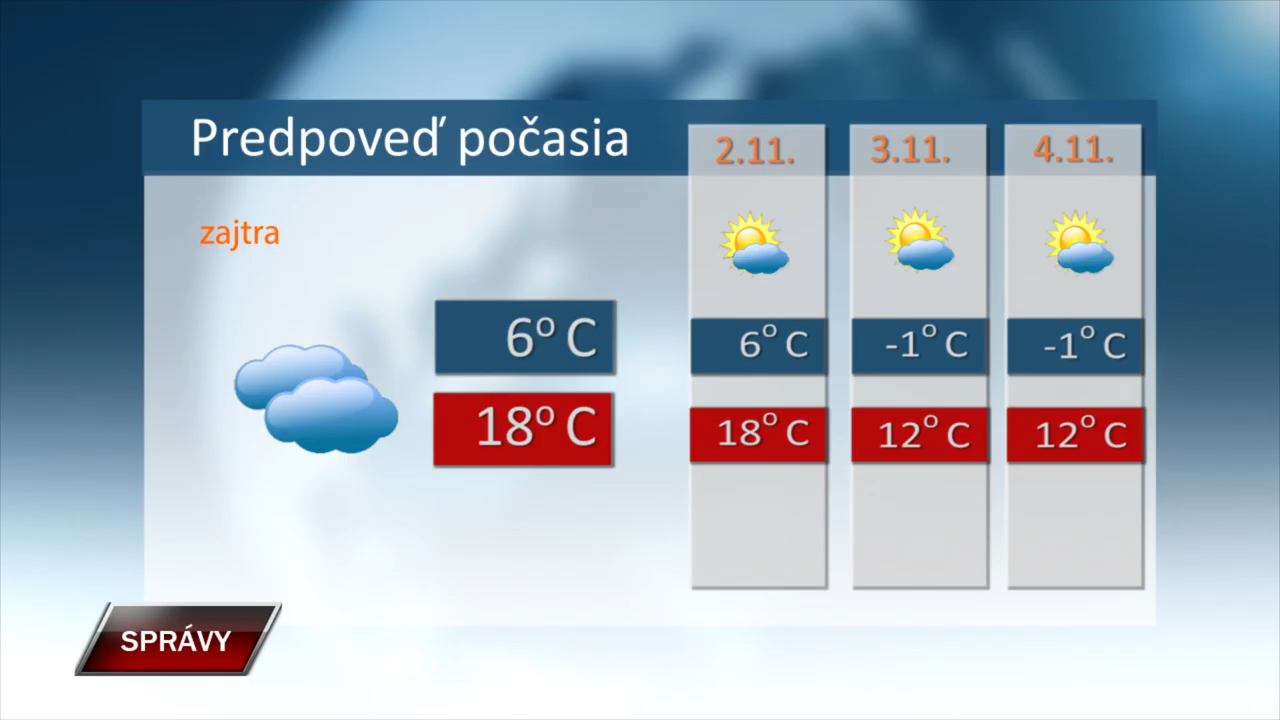 Predpoveď počasia
zajtra
6° C
18° C
2.11.
6° C
18° C
3.11.
-1° C
12° C
4.11.
-1° C
12° C
SPRÁVY